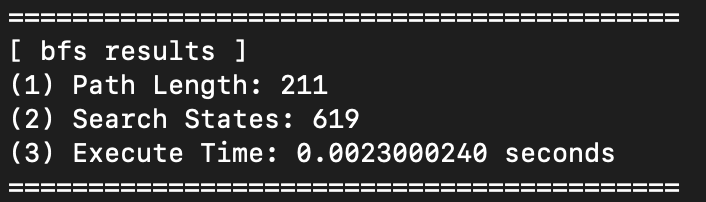 ==========================================
[ bfs results ]
(1) Path Length: 211
(2) Search States: 619
(3) Execute Time: 0.0023000240 seconds
==========================================